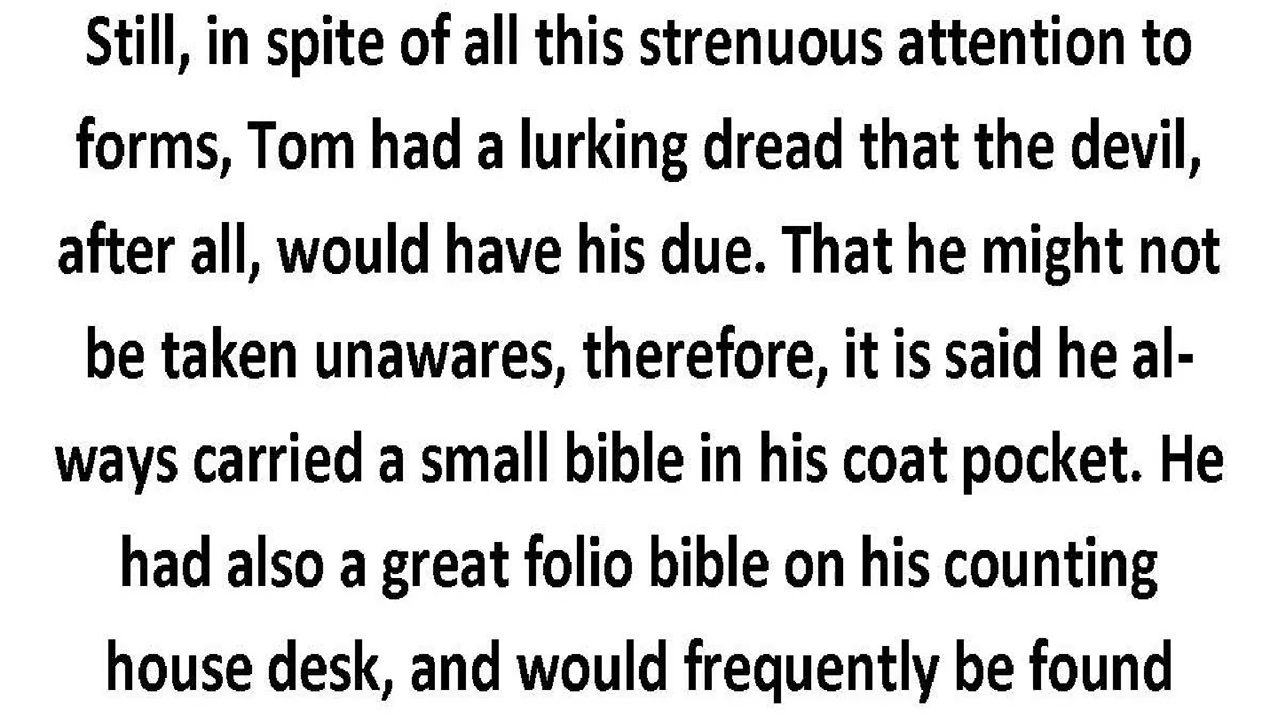 Still, in spite of all this strenuous attention to
forms, Tom had a lurking dread that the devil,
after all, would have his due. That he might not
be taken unawares, therefore, it is said he al-
ways carried a small bible in his coat pocket. He
had also a great folio bible on his counting
house desk, and would frequently be found